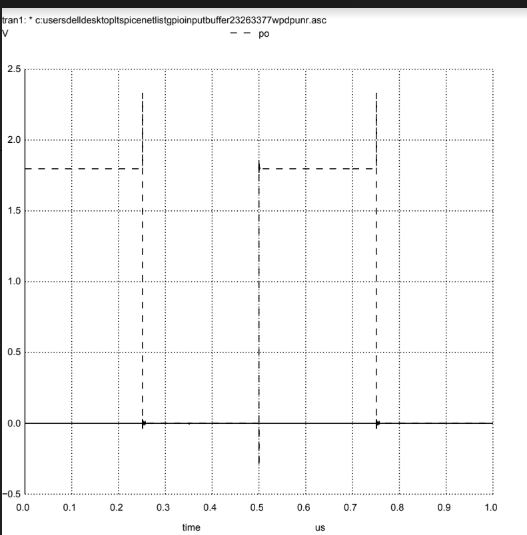 tran1: * c:usersdelldesktopltspicenetlistgpioinputbuffer23263377wpdpunr.asc
V
po
2.5
2.0
1.5
1.0
0.5
0.0
-0.5
0.0 0.1 0.2 0.3 0.4 0.5 0.6 0.7 0.8 0.9 1.0
time us